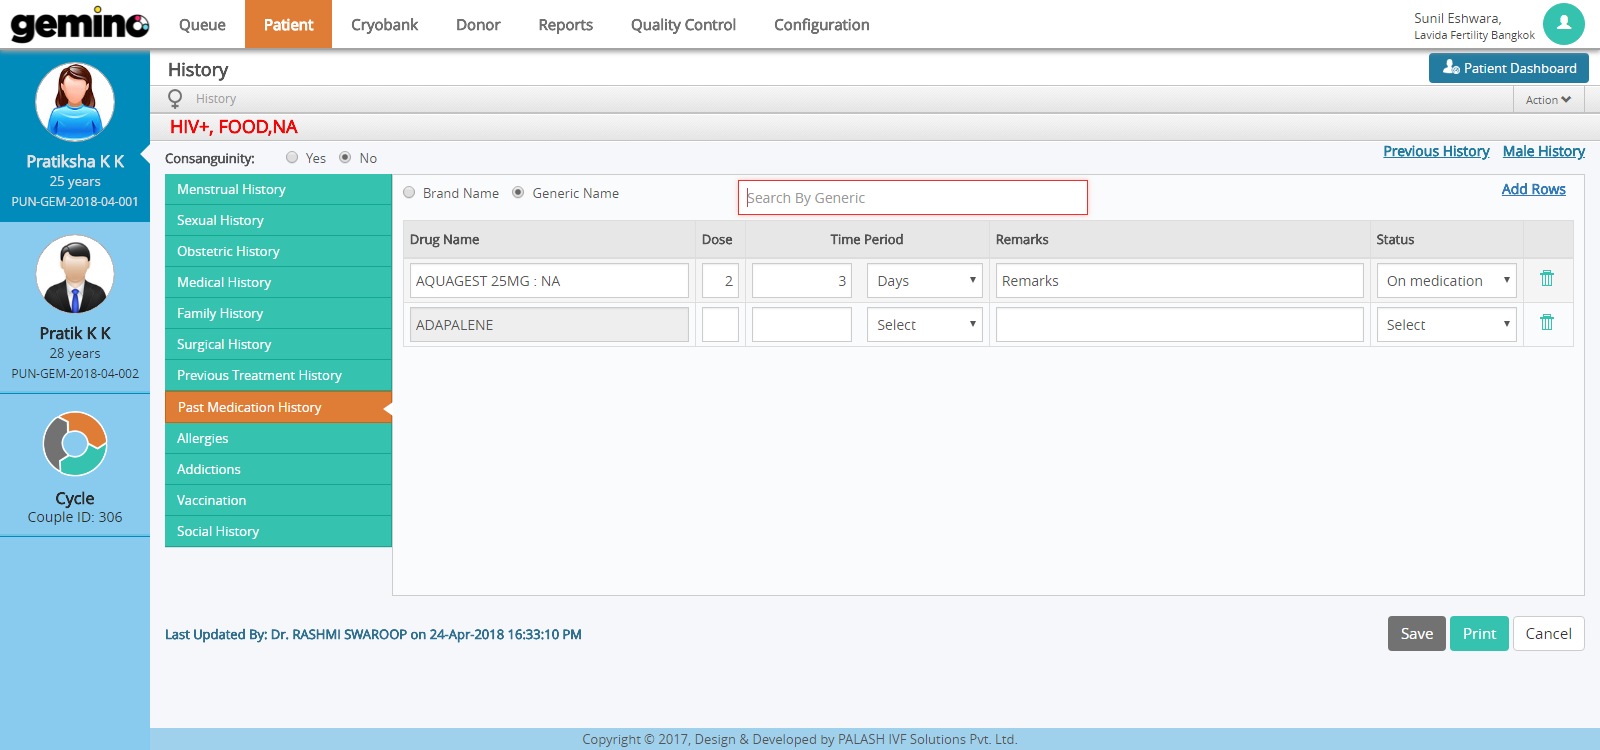 gemino
Queue Patient Cryobank Donor Reports Quality Control Configuration
Sunil Eshwara,
Lavida Fertility Bangkok
Pratiksha K K
25 years
PUN-GEM-2018-04-001
Pratik K K
28 years
PUN-GEM-2018-04-002
Cycle
Couple ID: 306
History
Patient Dashboard
History
Action
HIV+, FOOD,NA
Consanguinity: Yes No
Previous History Male History
Menstrual History
Sexual History
Obstetric History
Medical History
Family History
Surgical History
Previous Treatment History
Past Medication History
Allergies
Addictions
Vaccination
Social History
Brand Name Generic Name
Search By Generic
Add Rows
Drug Name Dose Time Period Remarks Status
AQUAGEST 25MG : NA 2 3 Days Remarks On medication
ADAPALENE Select Select
Last Updated By: Dr. RASHMI SWAROOP on 24-Apr-2018 16:33:10 PM
Save Print Cancel
Copyright © 2017, Design & Developed by PALASH IVF Solutions Pvt. Ltd.